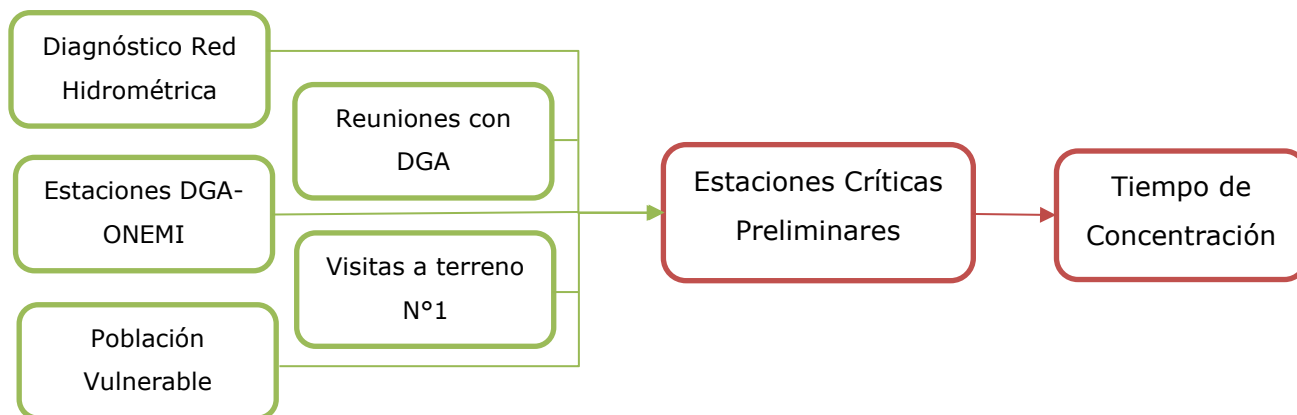 Diagnóstico Red
Hidrométrica
Reuniones con
DGA
Estaciones DGA-
ONEMI
Visitas a terreno
N°1
Población
Vulnerable
Estaciones Críticas
Preliminares
Tiempo de
Concentración